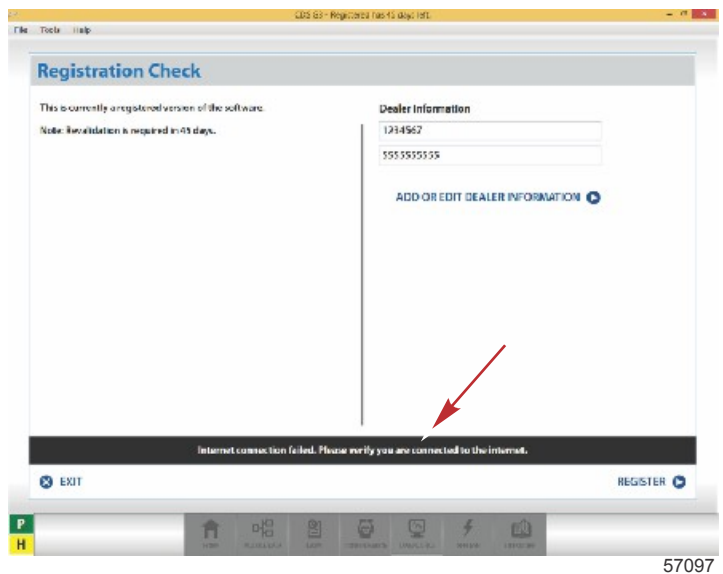 CDS G3 - Registered has 45 days left.
File Tools Help
Registration Check
This is currently a registered version of the software.
Note: Revalidation is required in 45 days.
Dealer Information
1234567
5555555555
ADD OR EDIT DEALER INFORMATION
Internet connection failed. Please verify you are connected to the internet.
EXIT
REGISTER
P
H
HOME
57097